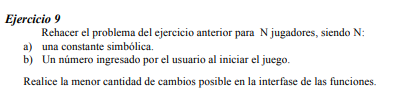 Ejercicio 9
Rehacer el problema del ejercicio anterior para N jugadores, siendo N:
a) una constante simbólica.
b) Un número ingresado por el usuario al iniciar el juego.
Realice la menor cantidad de cambios posible en la interfase de las funciones.